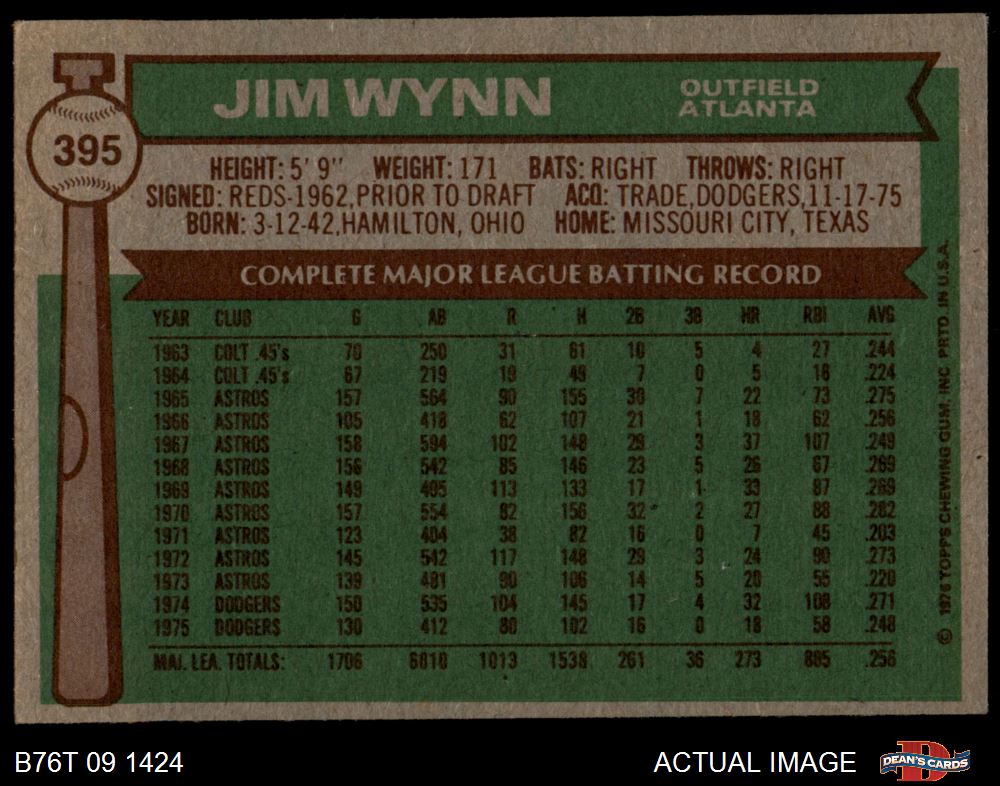 T
JIM WYNN
OUTFIELD
ATLANTA
395
HEIGHT: 5' 9" WEIGHT: 171 BATS: RIGHT THROWS: RIGHT
SIGNED: REDS-1962, PRIOR TO DRAFT ACQ: TRADE, DODGERS, 11-17-75
BORN: 3-12-42, HAMILTON, OHIO HOME: MISSOURI CITY, TEXAS
COMPLETE MAJOR LEAGUE BATTING RECORD
YEAR CLUB G AB R H 2B 3B HR RBI AVG
1963 COLT .45's 70 250 31 61 10 5 4 27 .244
1964 COLT .45's 67 219 19 49 7 0 5 18 .224
1965 ASTROS 157 564 90 155 30 7 22 73 .275
1966 ASTROS 105 418 62 107 21 1 18 62 .256
1967 ASTROS 158 594 102 148 29 3 37 107 .249
1968 ASTROS 156 542 85 146 23 5 26 67 .269
1969 ASTROS 149 495 113 133 17 1 33 87 .269
1970 ASTROS 157 554 82 156 32 2 27 88 .282
1971 ASTROS 123 404 38 82 16 0 7 45 .203
1972 ASTROS 145 542 117 148 29 3 24 90 .273
1973 ASTROS 139 481 90 106 14 5 20 55 .220
1974 DODGERS 150 535 104 145 17 4 32 108 .271
1975 DODGERS 130 412 80 102 16 0 18 58 .248
MAJ. LEA. TOTALS: 1706 6010 1013 1538 261 36 273 885 .256
© 1976 TOPPS CHEWING GUM, INC. PRTD. IN U.S.A.
B76T 09 1424
ACTUAL IMAGE
DEAN'S CARDS